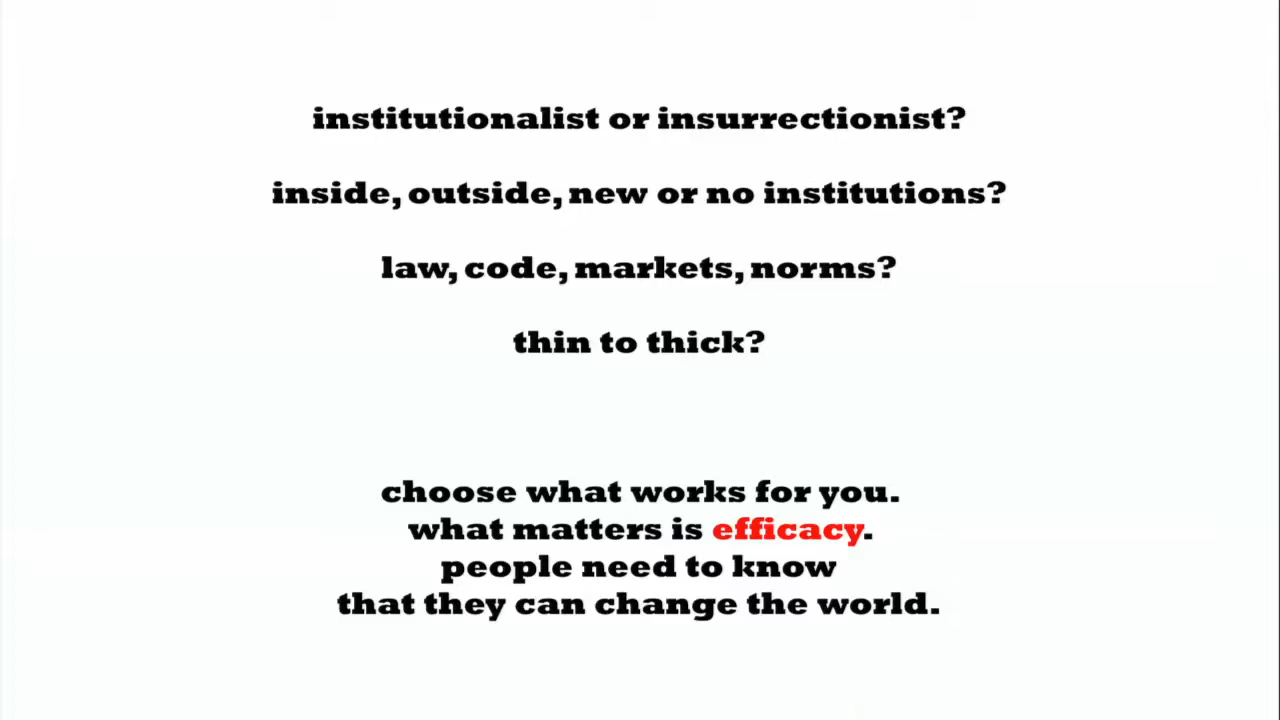 institutionalist or insurrectionist?
inside, outside, new or no institutions?
law, code, markets, norms?
thin to thick?
choose what works for you.
what matters is efficacy.
people need to know
that they can change the world.